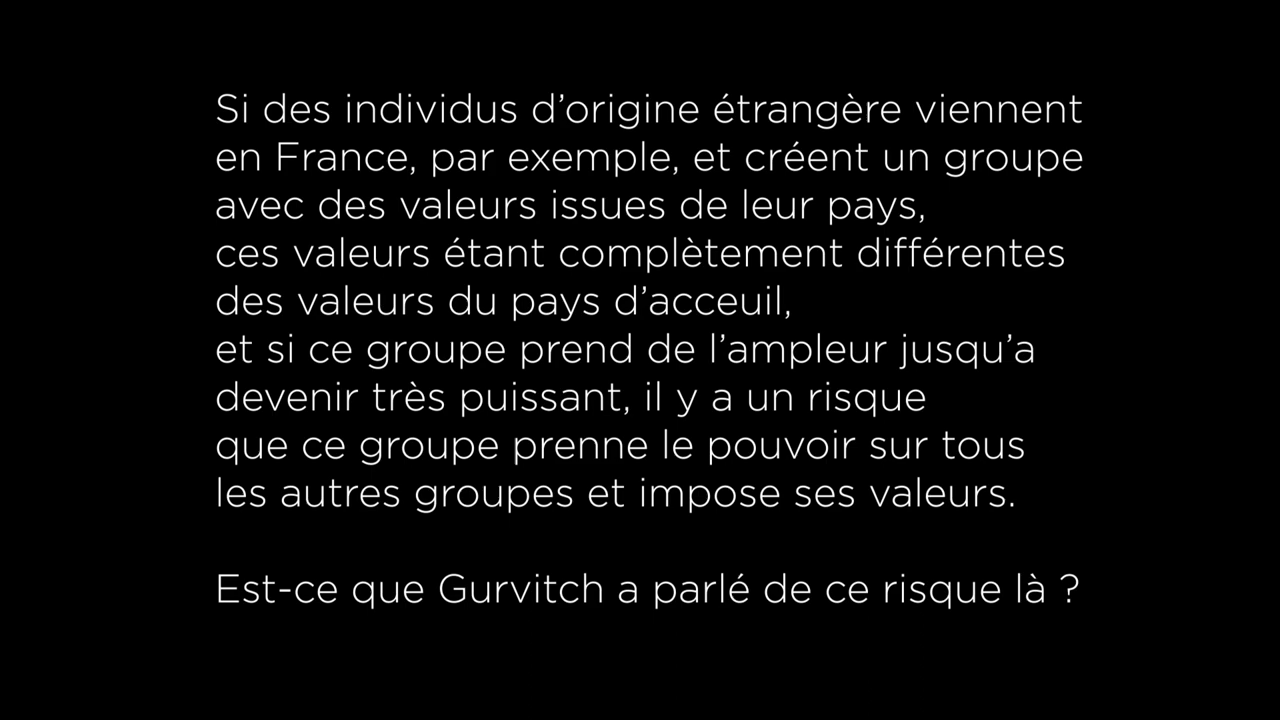 Si des individus d’origine étrangère viennent
en France, par exemple, et créent un groupe
avec des valeurs issues de leur pays,
ces valeurs étant complètement différentes
des valeurs du pays d’acceuil,
et si ce groupe prend de l’ampleur jusqu’a
devenir très puissant, il y a un risque
que ce groupe prenne le pouvoir sur tous
les autres groupes et impose ses valeurs.
Est-ce que Gurvitch a parlé de ce risque là ?